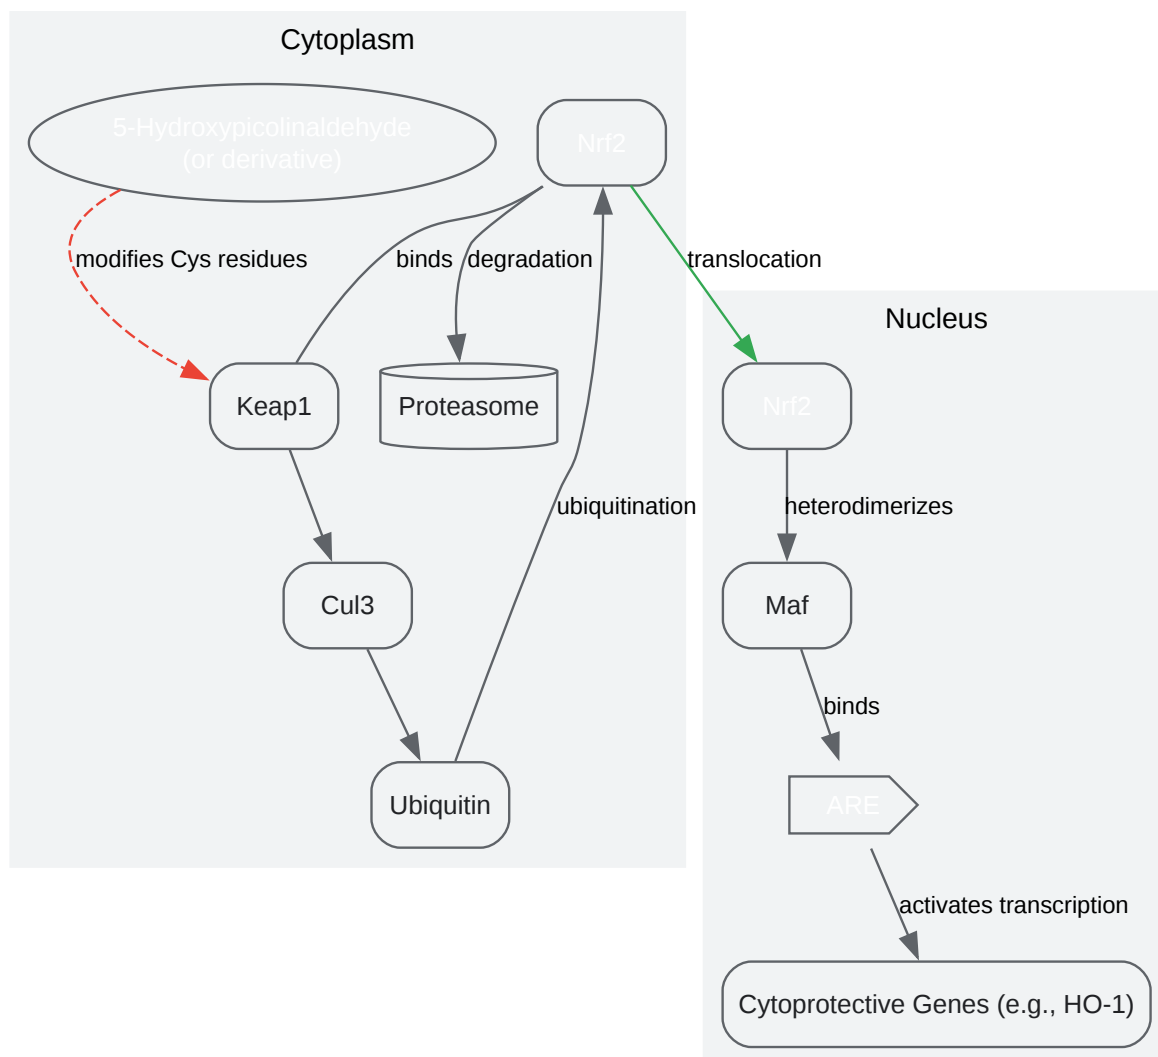 Cytoplasm
5-Hydroxypicolinaldehyde
(or derivative)
Nrf2
modifies Cys residues
binds
degradation
translocation
Nucleus
Keap1
Proteasome
Nrf2
ubiquitination
heterodimerizes
Cul3
Maf
binds
Ubiquitin
ARE
activates transcription
Cytoprotective Genes (e.g., HO-1)